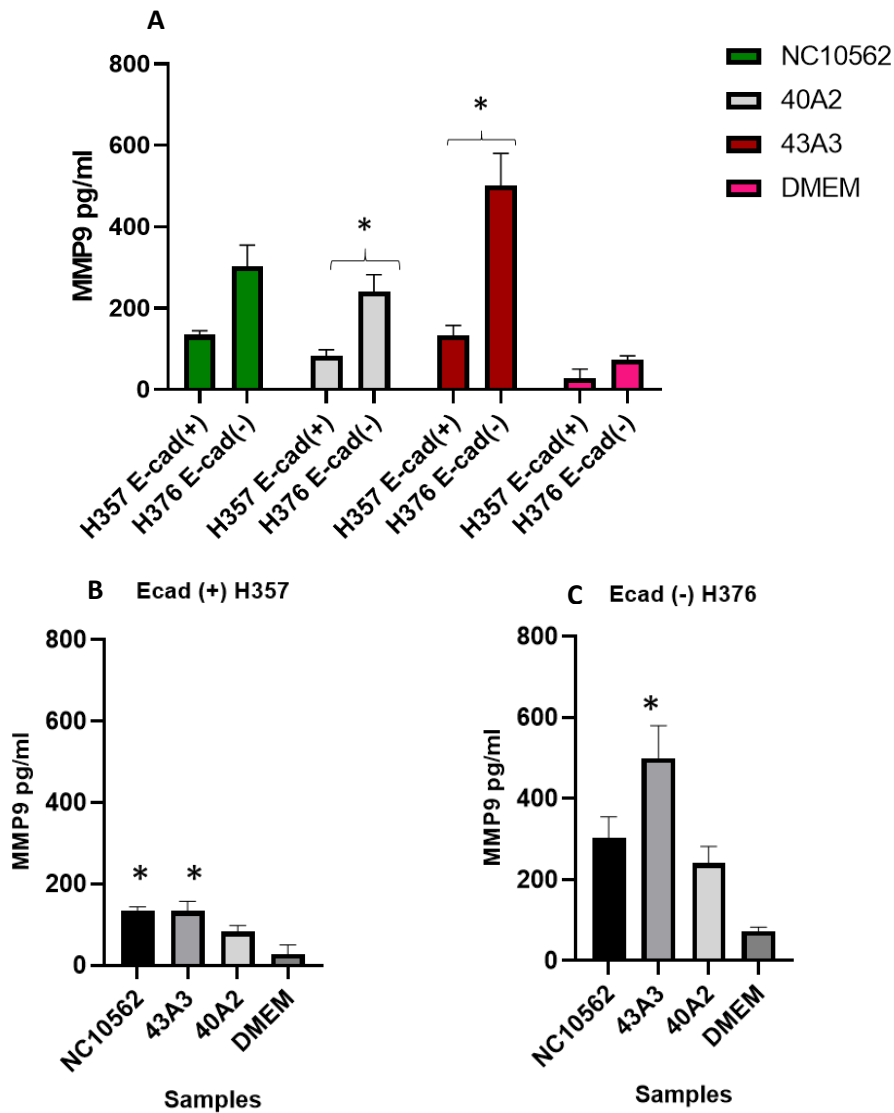 A
800
600
400
200
0
MMP9 pg/ml
*
*
NC10562
40A2
43A3
DMEM
H357 E-cad(+)
H376 E-cad(-)
H357 E-cad(+)
H376 E-cad(-)
H357 E-cad(+)
H376 E-cad(-)
H357 E-cad(+)
H376 E-cad(-)
B Ecad (+) H357
800
600
400
200
0
MMP9 pg/ml
* *
NC10562
43A3
40A2
DMEM
Samples
C Ecad (-) H376
800
600
400
200
0
MMP9 pg/ml
*
NC10562
43A3
40A2
DMEM
Samples